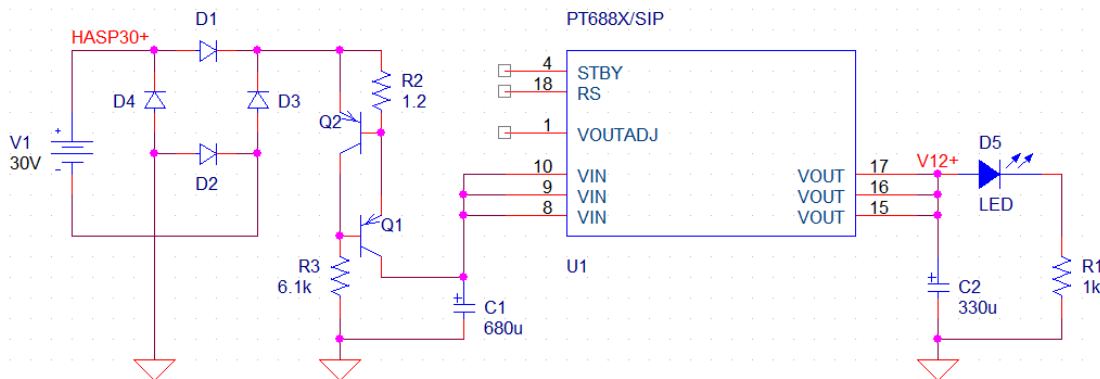 D1
PT688X/SIP
HASP30+
R2
1.2
4
STBY
18
RS
D4
D3
Q2
1
VOUTADJ
V1
30V
D5
D2
10
VIN
VOUT
17
V12+
9
VIN
VOUT
16
LED
8
VIN
VOUT
15
Q1
R3
6.1k
U1
R1
1k
C1
680u
C2
330u